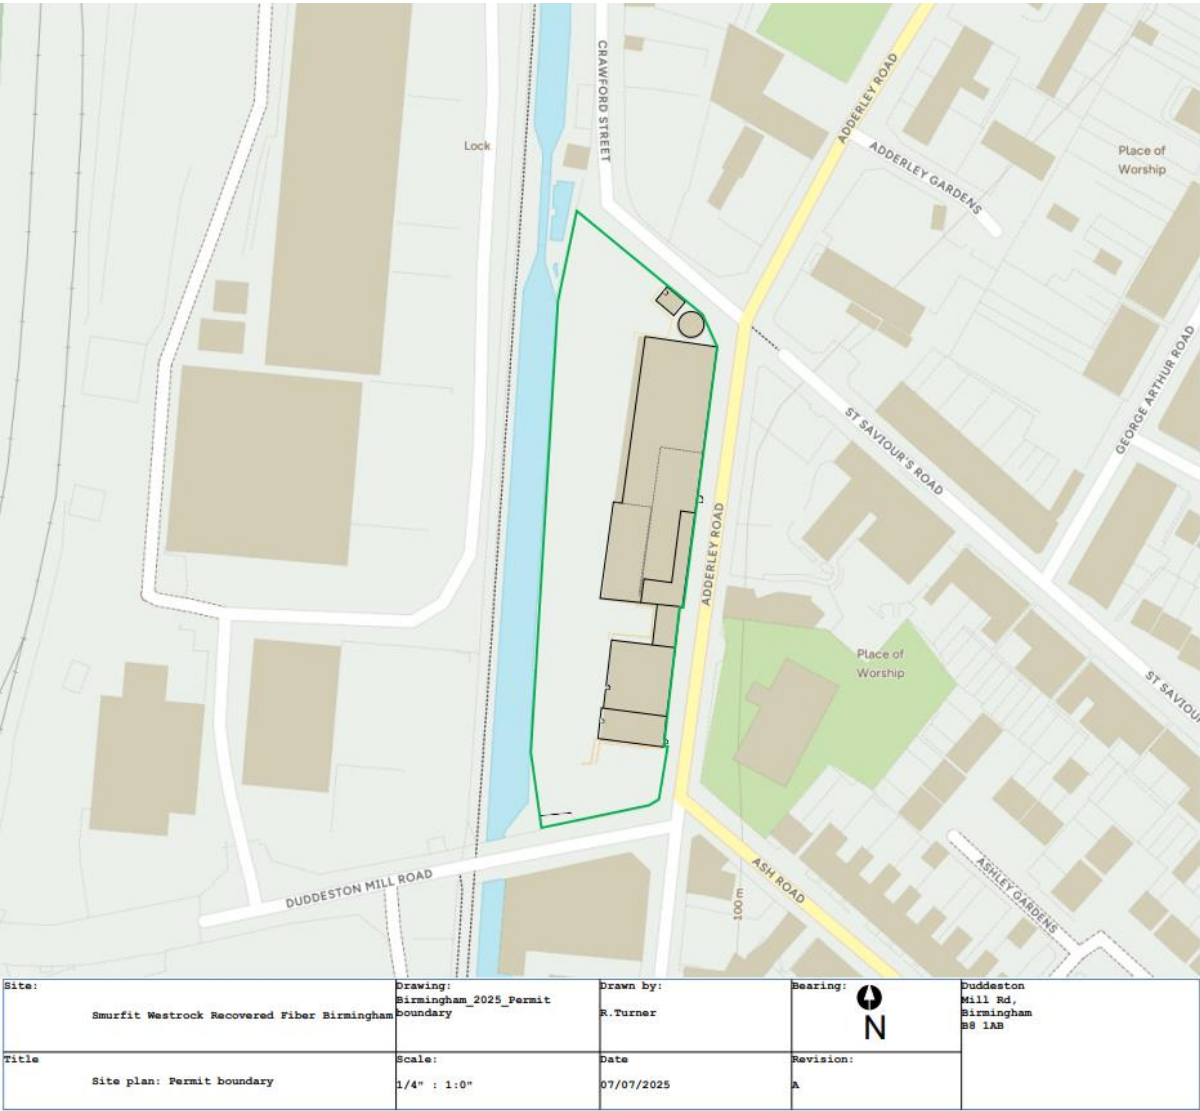 CRAWFORD STREET
ADDERLEY ROAD
Lock
ADDERLEY GARDENS
Place of
Worship
GEORGE ARTHUR ROAD
ST SAVIOUR'S ROAD
ADDERLEY ROAD
Place of
Worship
ST SAVIOU
DUDDESTON MILL ROAD
ASH ROAD
100 m
ASHLEY GARDENS
Site:
Smurfit Westrock Recovered Fiber Birmingham
Drawing:
Birmingham_2025_Permit
boundary
Drawn by:
R.Turner
Bearing:
N
Duddeston
Mill Rd,
Birmingham
B8 1AB
Title
Site plan: Permit boundary
Scale:
1/4" : 1:0"
Date
07/07/2025
Revision:
A